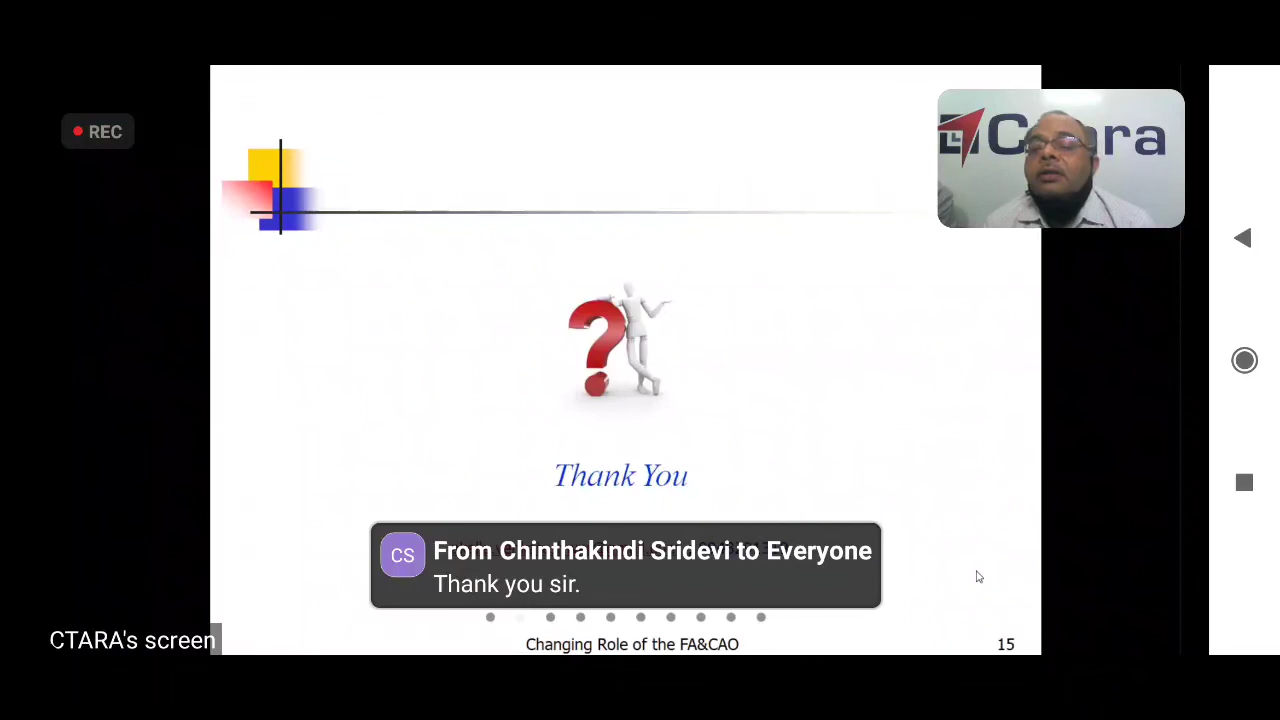 REC
?
Thank You
CS
From Chinthakindi Sridevi to Everyone
Thank you sir.
CTARA's screen
Changing Role of the FA&CAO
15